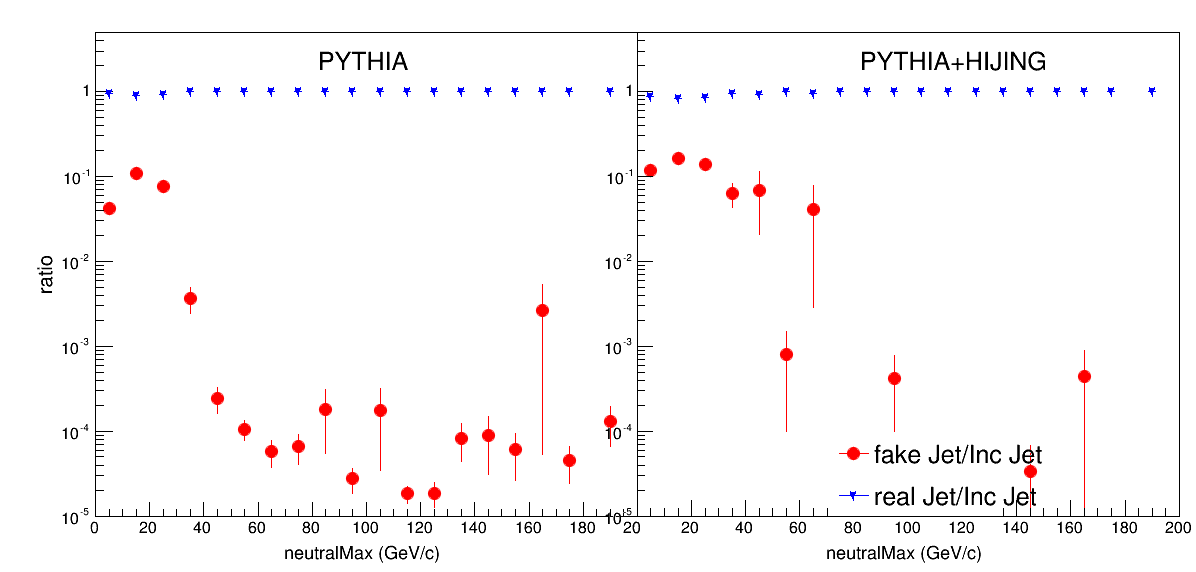 PYTHIA
PYTHIA+HIJING
ratio
1
10^-1
10^-2
10^-3
10^-4
10^-5
1
10^-1
10^-2
10^-3
10^-4
10^-5
fake Jet/Inc Jet
real Jet/Inc Jet
0 20 40 60 80 100 120 140 160 180 20
20 40 60 80 100 120 140 160 180 200
neutralMax (GeV/c)
neutralMax (GeV/c)